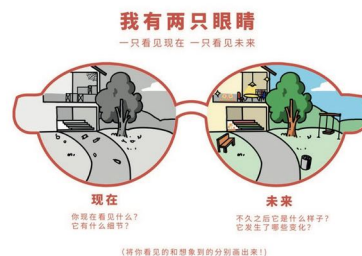 我有两只眼睛
一只看见现在 一只看见未来
现在
你现在看见什么?
它有什么细节?
未来
不久之后它是什么样子?
它发生了哪些变化?
(将你看见的和想象到的分别画出来!)